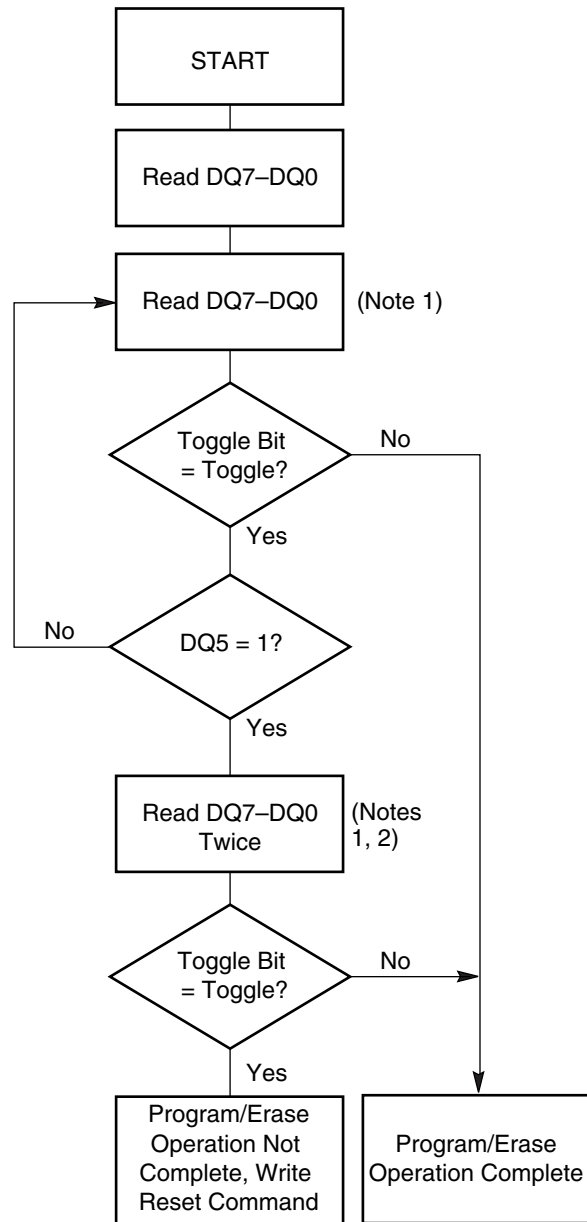 START
Read DQ7–DQ0
Read DQ7–DQ0
(Note 1)
Toggle Bit
= Toggle?
No
Yes
DQ5 = 1?
No
Yes
Read DQ7–DQ0
Twice
(Notes
1, 2)
Toggle Bit
= Toggle?
No
Yes
Program/Erase
Operation Not
Complete, Write
Reset Command
Program/Erase
Operation Complete